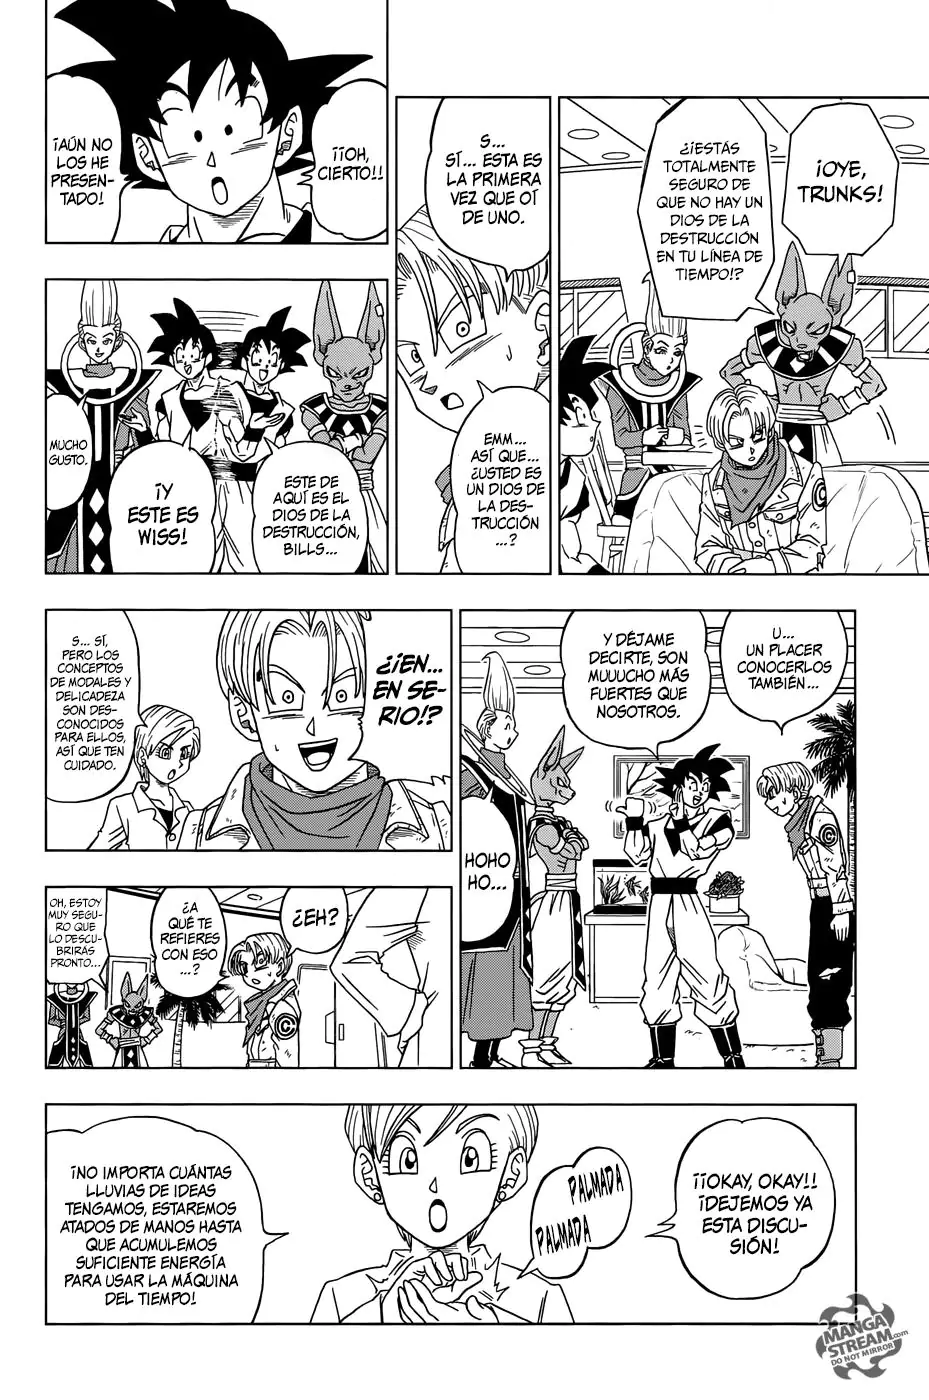 ¡OYE,
TRUNKS!
¿¡ESTÁS
TOTALMENTE
SEGURO DE
QUE NO HAY UN
DIOS DE LA
DESTRUCCIÓN
EN TU LÍNEA DE
TIEMPO!?
S...
SÍ... ESTA ES
LA PRIMERA
VEZ QUE OÍ
DE UNO.
EMM...
ASÍ QUE...
¿USTED ES
UN DIOS DE
LA DES-
TRUCCIÓN
...?
¡¡OH,
CIERTO!!
¡AÚN NO
LOS HE
PRESEN-
TADO!
ESTE DE
AQUÍ ES EL
DIOS DE LA
DESTRUCCIÓN,
BILLS...
¡Y
ESTE ES
WISS!
MUCHO
GUSTO.
U...
UN PLACER
CONOCERLOS
TAMBIÉN...
Y DÉJAME
DECIRTE, SON
MUUUCHO MÁS
FUERTES QUE
NOSOTROS.
HOHO
HO...
¿¡EN...
EN SE-
RIO!?
S... SÍ,
PERO LOS
CONCEPTOS
DE MODALES Y
DELICADEZA
SON DES-
CONOCIDOS
PARA ELLOS,
ASÍ QUE TEN
CUIDADO.
¿EH?
¿A
QUÉ TE
REFIERES
CON ESO
...?
OH, ESTOY
MUY SEGU-
RO QUE
LO DESCU-
BRIRÁS
PRONTO...
¡¡OKAY, OKAY!!
¡DEJEMOS YA
ESTA DISCU-
SIÓN!
PALMADA
PALMADA
¡NO IMPORTA CUÁNTAS
LLUVIAS DE IDEAS
TENGAMOS, ESTAREMOS
ATADOS DE MANOS HASTA
QUE ACUMULEMOS
SUFICIENTE ENERGÍA
PARA USAR LA MÁQUINA
DEL TIEMPO!
MANGA
STREAM.com
DO NOT MIRROR